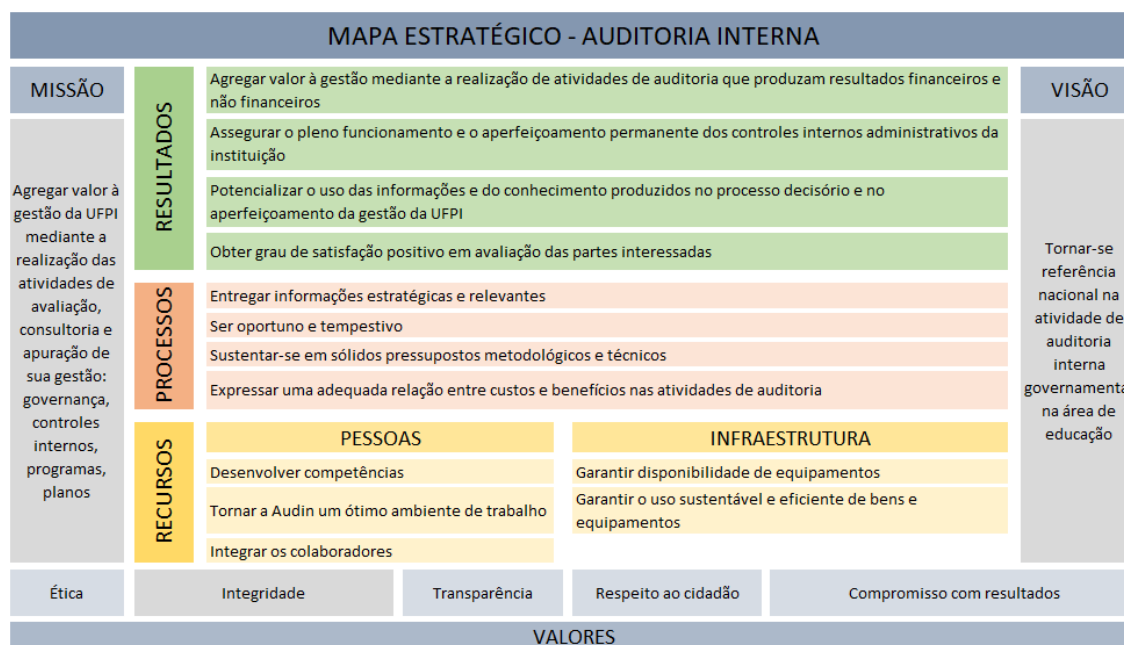 MAPA ESTRATÉGICO - AUDITORIA INTERNA
MISSÃO
Agregar valor à
gestão da UFPI
mediante a
realização das
atividades de
avaliação,
consultoria e
apuração de
sua gestão:
governança,
controles
internos,
programas,
planos
RESULTADOS
Agregar valor à gestão mediante a realização de atividades de auditoria que produzam resultados financeiros e
não financeiros
Assegurar o pleno funcionamento e o aperfeiçoamento permanente dos controles internos administrativos da
instituição
Potencializar o uso das informações e do conhecimento produzidos no processo decisório e no
aperfeiçoamento da gestão da UFPI
Obter grau de satisfação positivo em avaliação das partes interessadas
PROCESSOS
Entregar informações estratégicas e relevantes
Ser oportuno e tempestivo
Sustentar-se em sólidos pressupostos metodológicos e técnicos
Expressar uma adequada relação entre custos e benefícios nas atividades de auditoria
RECURSOS
PESSOAS
Desenvolver competências
Tornar a Audin um ótimo ambiente de trabalho
Integrar os colaboradores
INFRAESTRUTURA
Garantir disponibilidade de equipamentos
Garantir o uso sustentável e eficiente de bens e
equipamentos
VISÃO
Tornar-se
referência
nacional na
atividade de
auditoria
interna
governamenta
na área de
educação
Ética
Integridade
Transparência
Respeito ao cidadão
Compromisso com resultados
VALORES